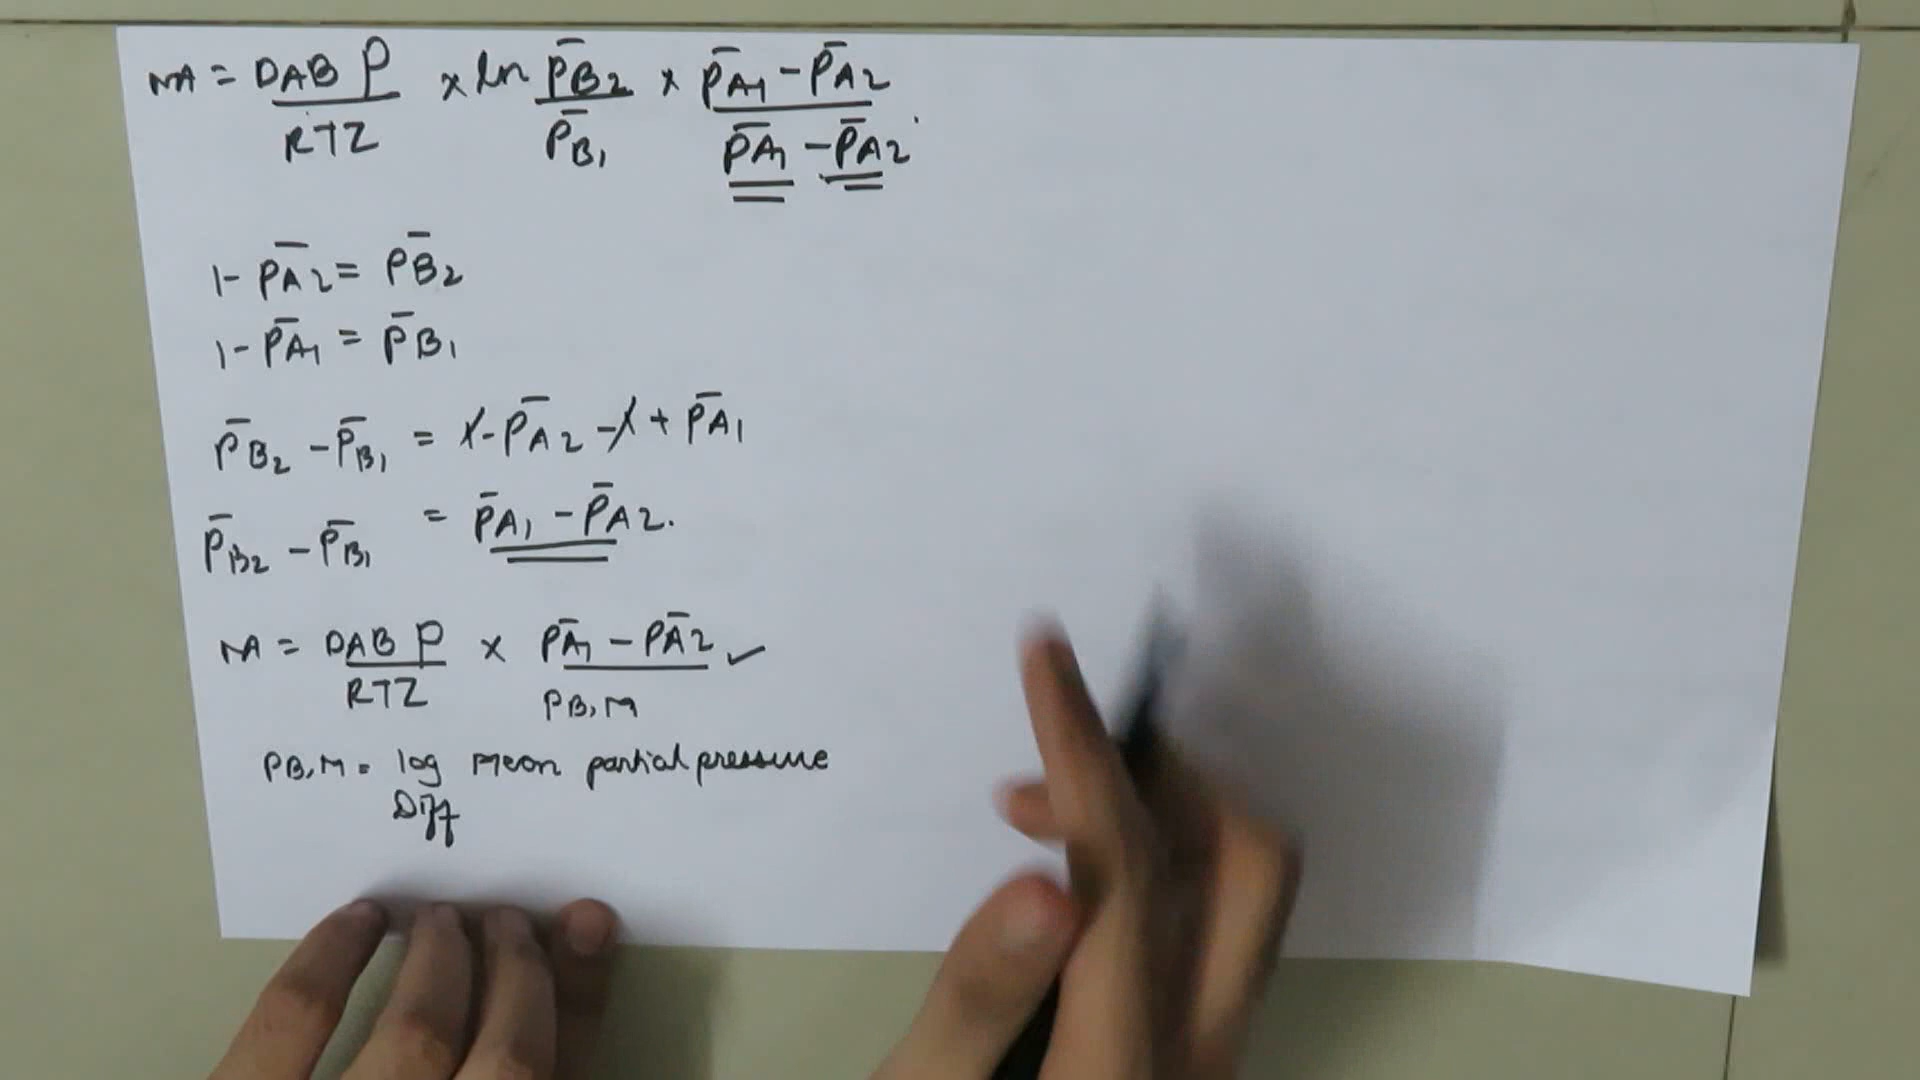 NA = DAB P / RTZ × ln p̄B2 / p̄B1 × p̄A1 - p̄A2 / p̄A1 - p̄A2
1 - p̄A2 = p̄B2
1 - p̄A1 = p̄B1
p̄B2 - p̄B1 = 1 - p̄A2 - 1 + p̄A1
p̄B2 - p̄B1 = p̄A1 - p̄A2.
NA = DAB P / RTZ × p̄A1 - p̄A2 / PB,M ✓
PB,M = log Mean partial pressure
Diff